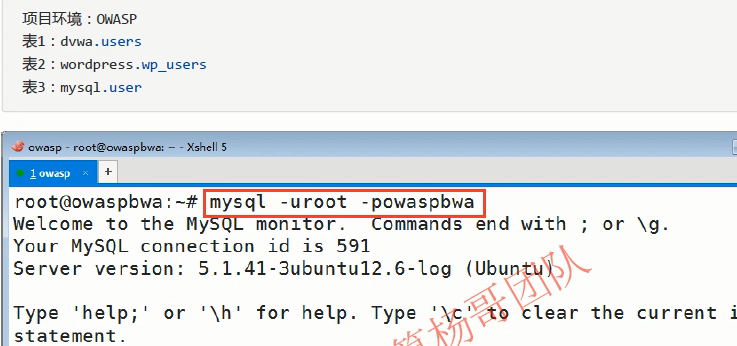 项目环境：OWASP
表1：dvwa.users
表2：wordpress.wp_users
表3：mysql.user
owasp - root@owaspbwa: ~ - Xshell 5
1 owasp × +
root@owaspbwa:~# mysql -uroot -powaspbwa
Welcome to the MySQL monitor.  Commands end with ; or \g.
Your MySQL connection id is 591
Server version: 5.1.41-3ubuntu12.6-log (Ubuntu)
Type 'help;' or '\h' for help. Type '\c' to clear the current i
statement.
杨哥团队